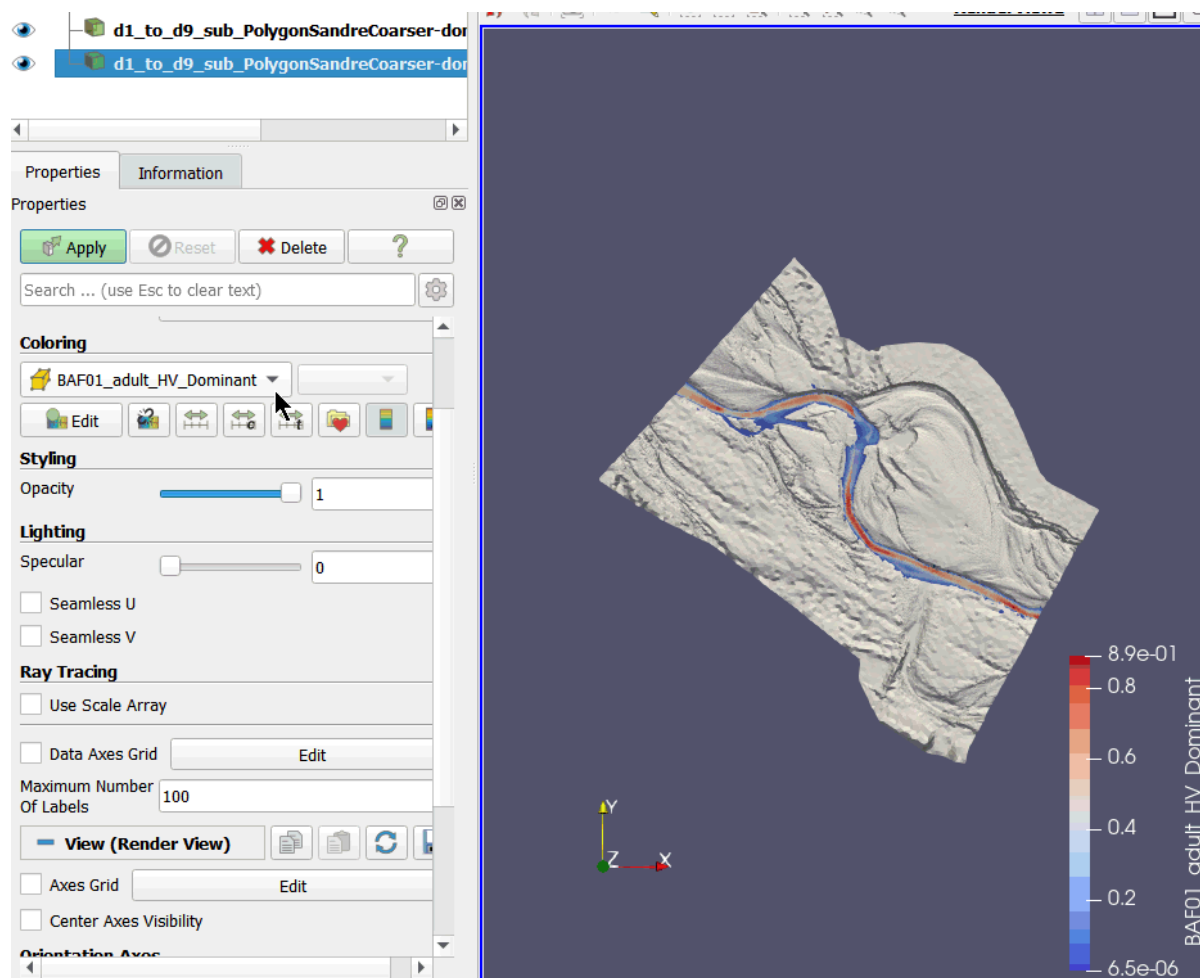 d1_to_d9_sub_PolygonSandreCoarser-dor
d1_to_d9_sub_PolygonSandreCoarser-dor
Properties
Information
Properties
Apply
Reset
Delete
?
Search ... (use Esc to clear text)
Coloring
BAF01_adult_HV_Dominant
Edit
Styling
Opacity
1
Lighting
Specular
0
Seamless U
Seamless V
Ray Tracing
Use Scale Array
Data Axes Grid
Edit
Maximum Number
Of Labels
100
View (Render View)
Axes Grid
Edit
Center Axes Visibility
Orientation Axes
Y
Z
X
8.9e-01
0.8
0.6
0.4
0.2
6.5e-06
BAF01_adult_HV_Dominant